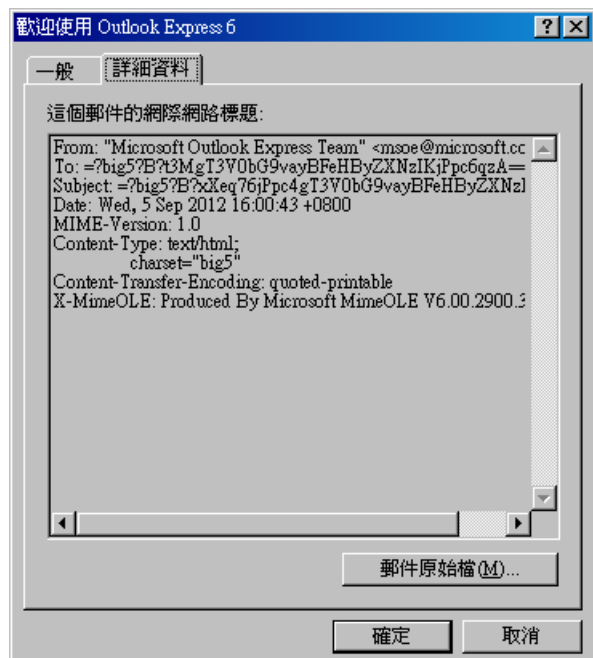 歡迎使用 Outlook Express 6
一般 詳細資料
這個郵件的網際網路標題:
From: "Microsoft Outlook Express Team" <msoe@microsoft.cc
To: =?big5?B?t3MgT3V0bG9vayBFeHByZXNzIKjPpc6qzA==
Subject: =?big5?B?xXeq76jPpc4gT3V0bG9vayBFeHByZXNzI
Date: Wed, 5 Sep 2012 16:00:43 +0800
MIME-Version: 1.0
Content-Type: text/html;
charset="big5"
Content-Transfer-Encoding: quoted-printable
X-MimeOLE: Produced By Microsoft MimeOLE V6.00.2900.3
郵件原始檔(M)...
確定 取消